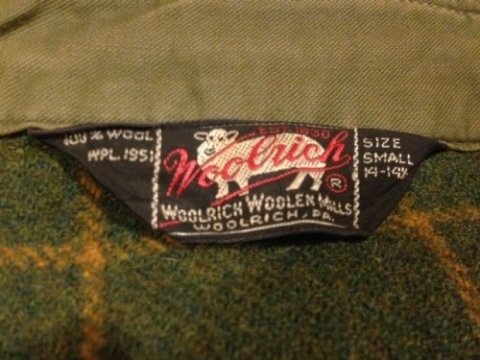 100% WOOL
WPL. 1951
EST. 1830
Woolrich
®
WOOLRICH WOOLEN MILLS
WOOLRICH, PA.
SIZE
SMALL
14-14½